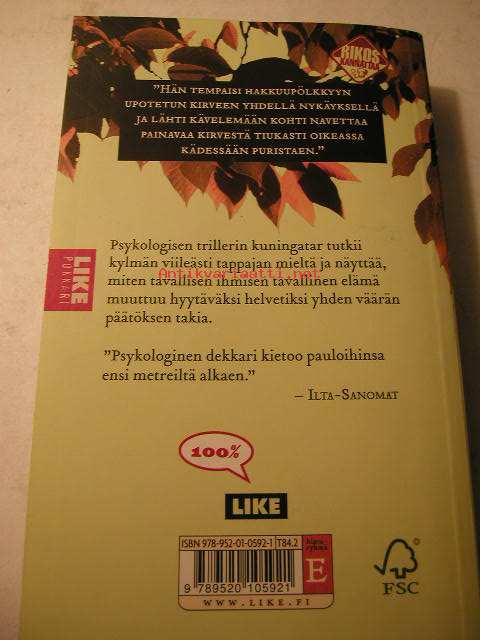 RIKOS
KANNATTAA
"Hän tempaisi hakkuupölkkyyn
upotetun kirveen yhdellä nykäyksellä
ja lähti kävelemään kohti navettaa
painavaa kirvestä tiukasti oikeassa
kädessään puristaen."
Psykologisen trillerin kuningatar tutkii
kylmän viileästi tappajan mieltä ja näyttää,
Antikvariaatti.net
miten tavallisen ihmisen tavallinen elämä
muuttuu hyytäväksi helvetiksi yhden väärän
päätöksen takia.
LIKE
POKKARI
"Psykologinen dekkari kietoo pauloihinsa
ensi metreiltä alkaen."
– Ilta-Sanomat
100%
LIKE
ISBN 978-952-01-0592-1 T84.2
E
9 789520 105921
WWW.LIKE.FI
FSC